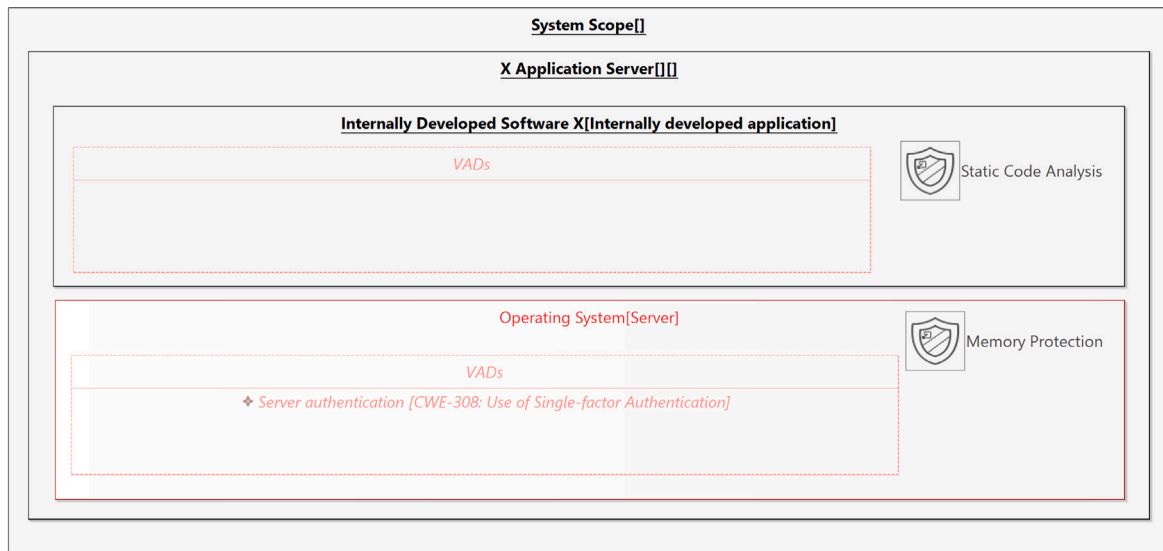 System Scope[]
X Application Server[][]
Internally Developed Software X[Internally developed application]
VADs
Static Code Analysis
Operating System[Server]
Memory Protection
VADs
Server authentication [CWE-308: Use of Single-factor Authentication]